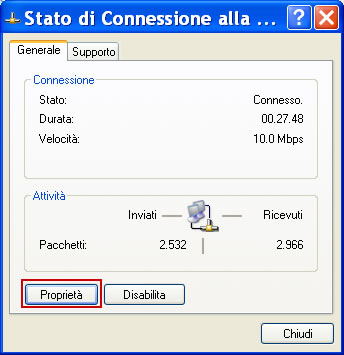 Stato di Connessione alla ...
Generale Supporto
Connessione
Stato: Connesso.
Durata: 00.27.48
Velocità: 10.0 Mbps
Attività
Inviati Ricevuti
Pacchetti: 2.532 2.966
Proprietà Disabilita
Chiudi